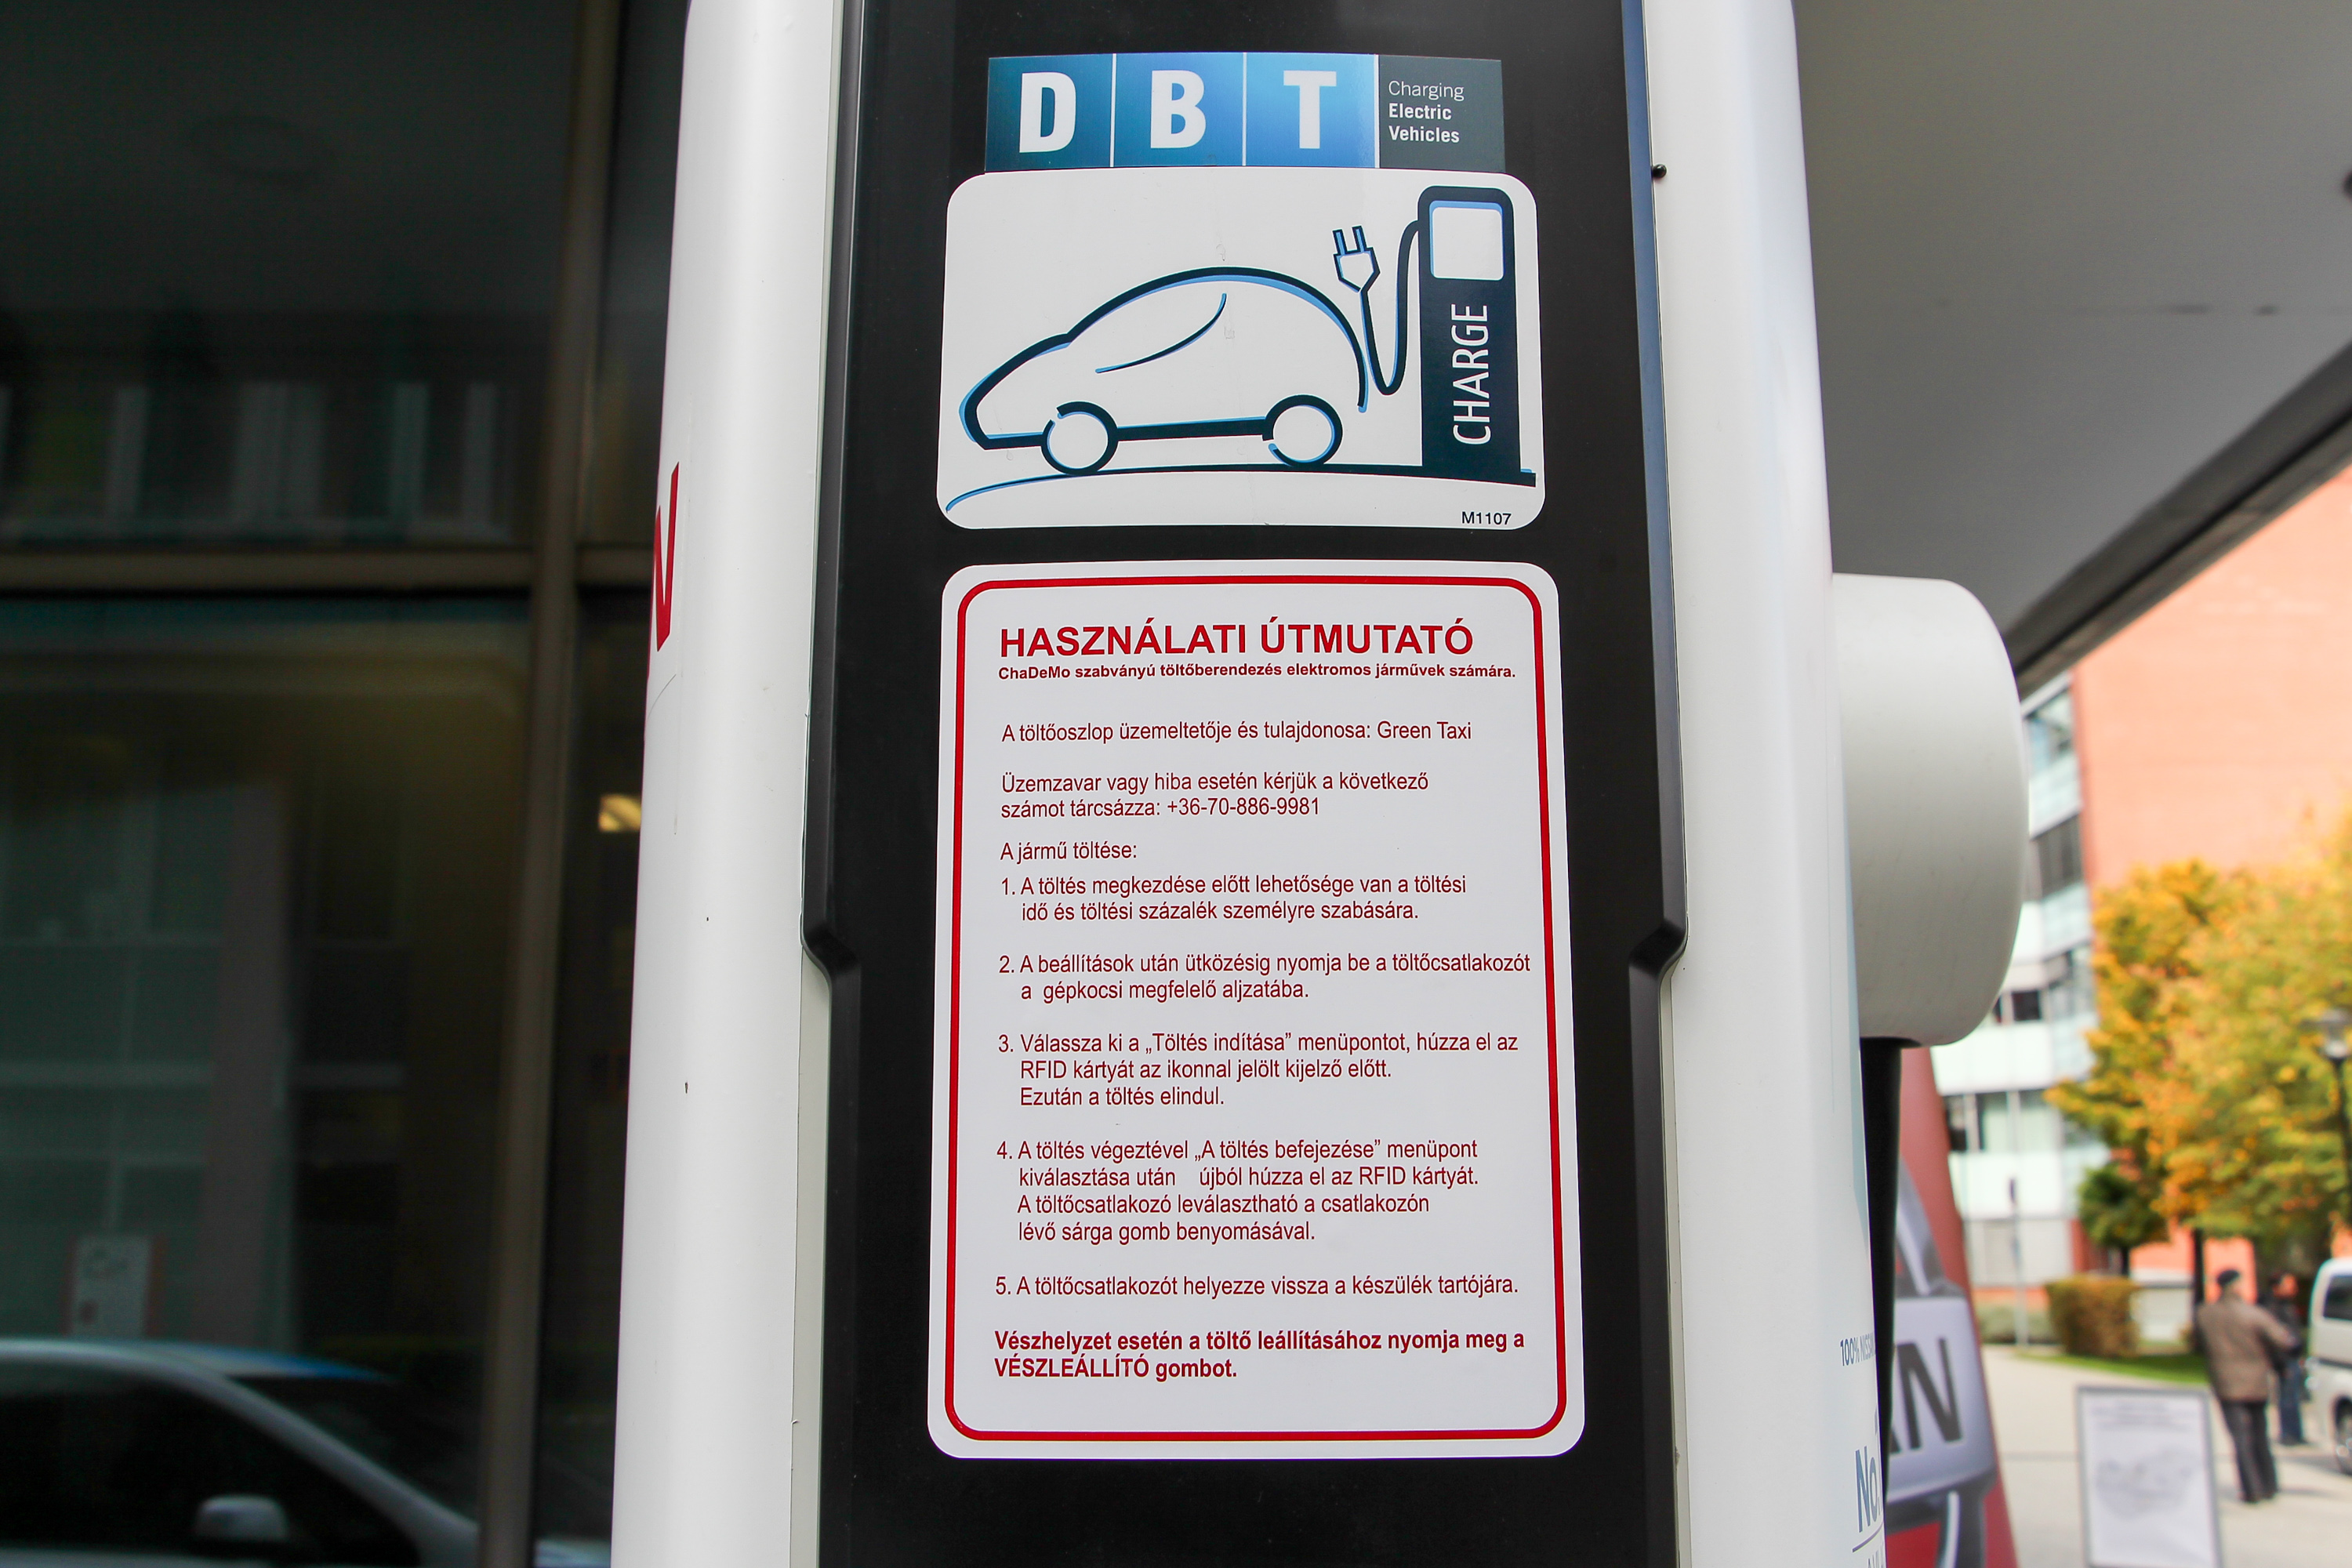 D B T
Charging
Electric
Vehicles
CHARGE
M1107
HASZNÁLATI ÚTMUTATÓ
ChaDeMo szabványú töltőberendezés elektromos járművek számára.
A töltőoszlop üzemeltetője és tulajdonosa: Green Taxi
Üzemzavar vagy hiba esetén kérjük a következő
számot tárcsázza: +36-70-886-9981
A jármű töltése:
1. A töltés megkezdése előtt lehetősége van a töltési
idő és töltési százalék személyre szabására.
2. A beállítások után ütközésig nyomja be a töltőcsatlakozót
a gépkocsi megfelelő aljzatába.
3. Válassza ki a „Töltés indítása” menüpontot, húzza el az
RFID kártyát az ikonnal jelölt kijelző előtt.
Ezután a töltés elindul.
4. A töltés végeztével „A töltés befejezése” menüpont
kiválasztása után újból húzza el az RFID kártyát.
A töltőcsatlakozó leválasztható a csatlakozón
lévő sárga gomb benyomásával.
5. A töltőcsatlakozót helyezze vissza a készülék tartójára.
Vészhelyzet esetén a töltő leállításához nyomja meg a
VÉSZLEÁLLÍTÓ gombot.
100%